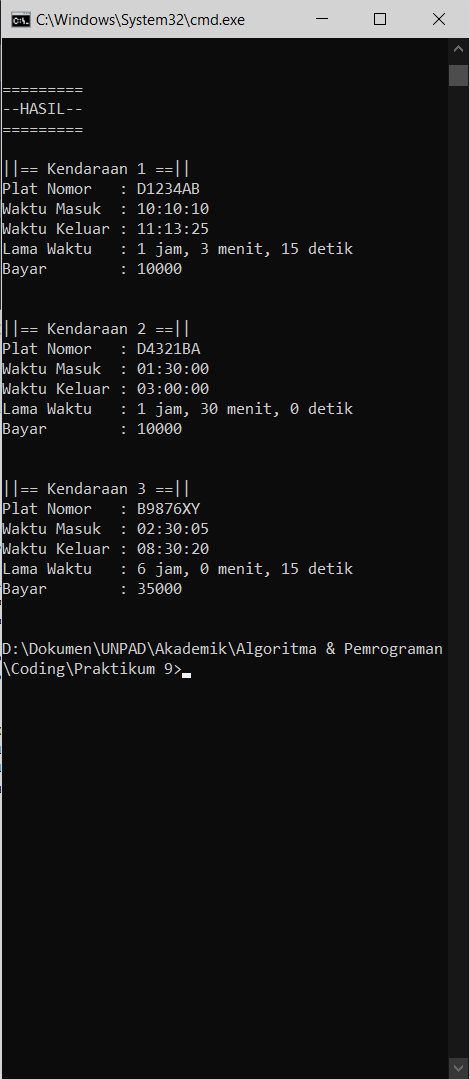 C:\Windows\System32\cmd.exe
=========
--HASIL--
=========
||== Kendaraan 1 ==||
Plat Nomor   : D1234AB
Waktu Masuk  : 10:10:10
Waktu Keluar : 11:13:25
Lama Waktu   : 1 jam, 3 menit, 15 detik
Bayar        : 10000
||== Kendaraan 2 ==||
Plat Nomor   : D4321BA
Waktu Masuk  : 01:30:00
Waktu Keluar : 03:00:00
Lama Waktu   : 1 jam, 30 menit, 0 detik
Bayar        : 10000
||== Kendaraan 3 ==||
Plat Nomor   : B9876XY
Waktu Masuk  : 02:30:05
Waktu Keluar : 08:30:20
Lama Waktu   : 6 jam, 0 menit, 15 detik
Bayar        : 35000
D:\Dokumen\UNPAD\Akademik\Algoritma & Pemrograman
\Coding\Praktikum 9>